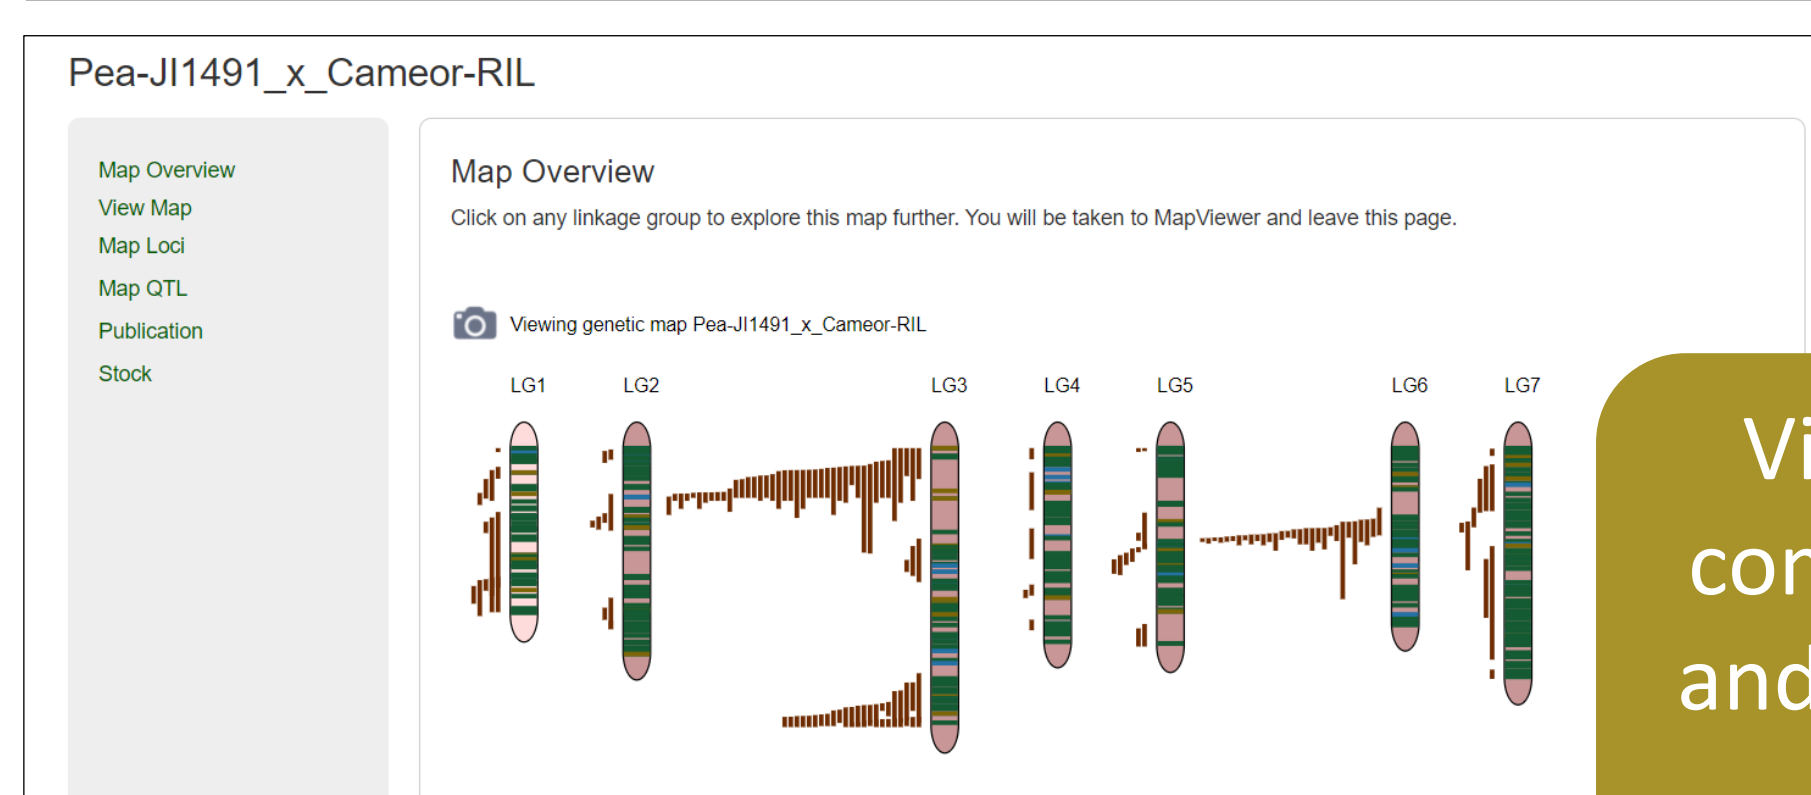 Pea-JI1491_x_Cameor-RIL
Map Overview
View Map
Map Loci
Map QTL
Publication
Stock
Map Overview
Click on any linkage group to explore this map further. You will be taken to MapViewer and leave this page.
Viewing genetic map Pea-JI1491_x_Cameor-RIL
LG1 LG2 LG3 LG4 LG5 LG6 LG7
and